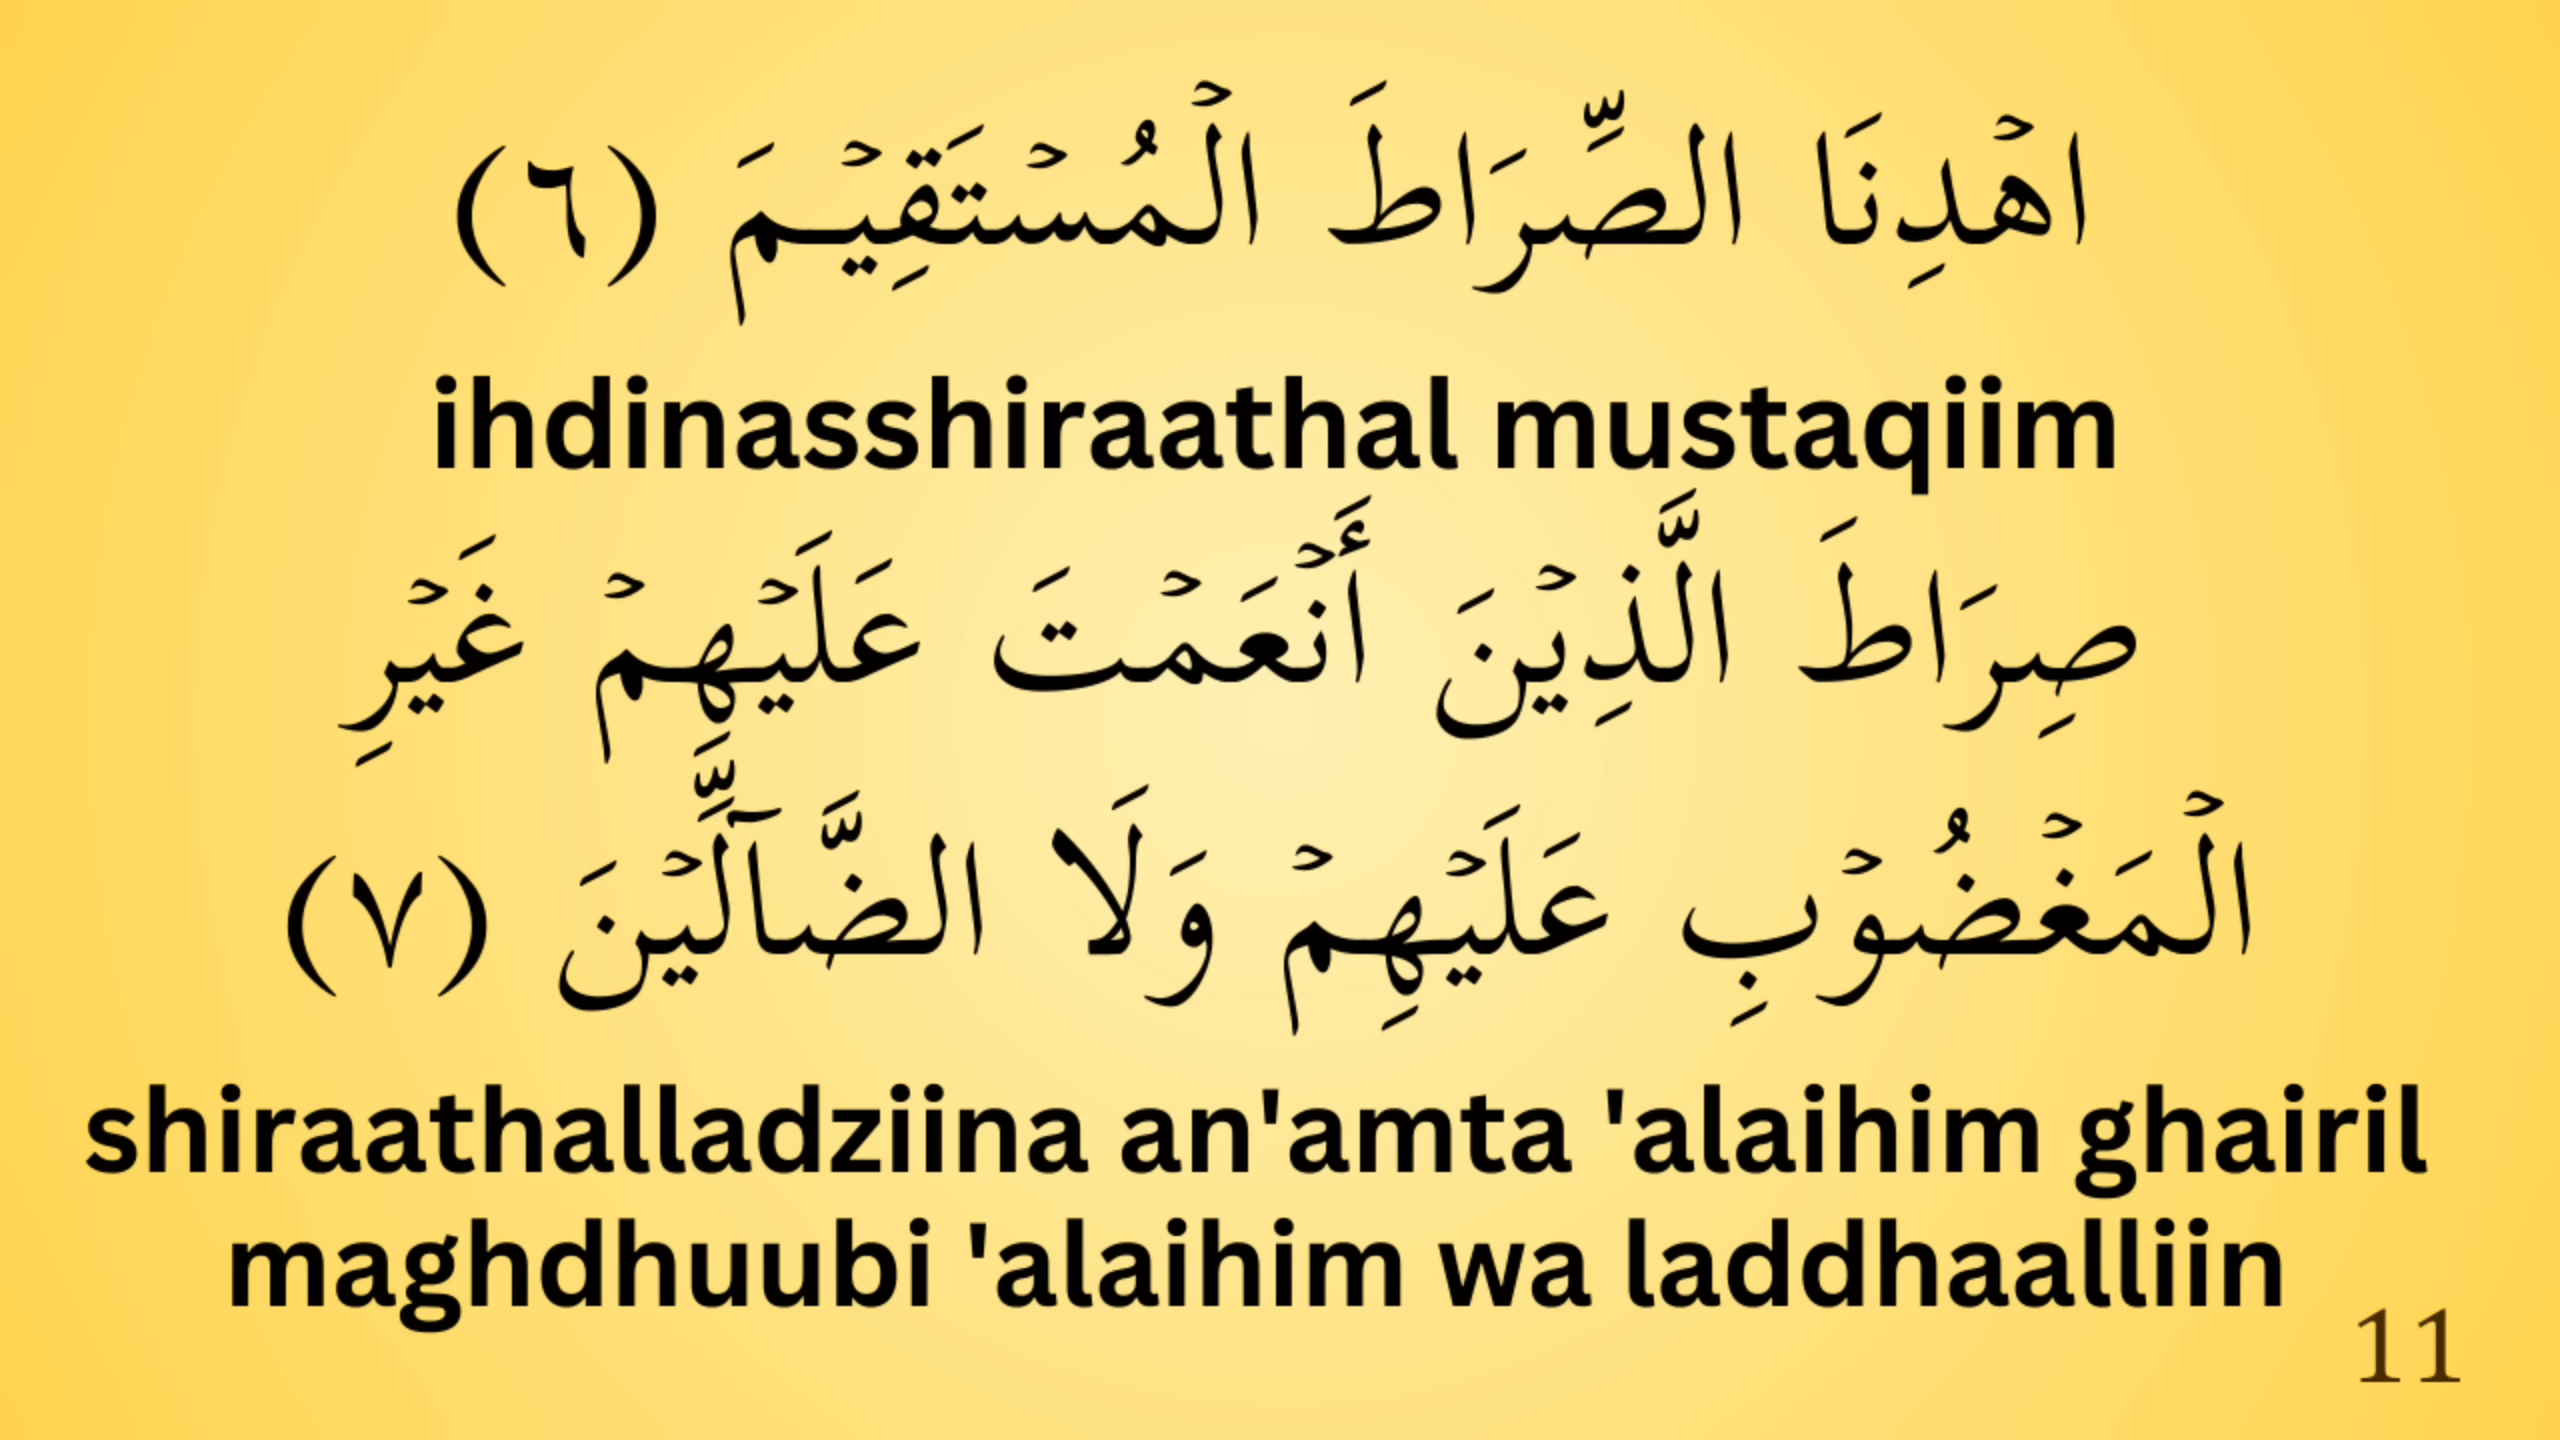 اهۡدِنَا الصِّرَاطَ الۡمُسۡتَقِيۡمَ (٦)
ihdinasshiraathal mustaqiim
صِرَاطَ الَّذِيۡنَ أَنۡعَمۡتَ عَلَيۡهِمۡ غَيۡرِ
الۡمَغۡضُوۡبِ عَلَيۡهِمۡ وَلَا الضَّآلِّيۡنَ (٧)
shiraathalladziina an'amta 'alaihim ghairil
maghdhuubi 'alaihim wa laddhaalliin
11